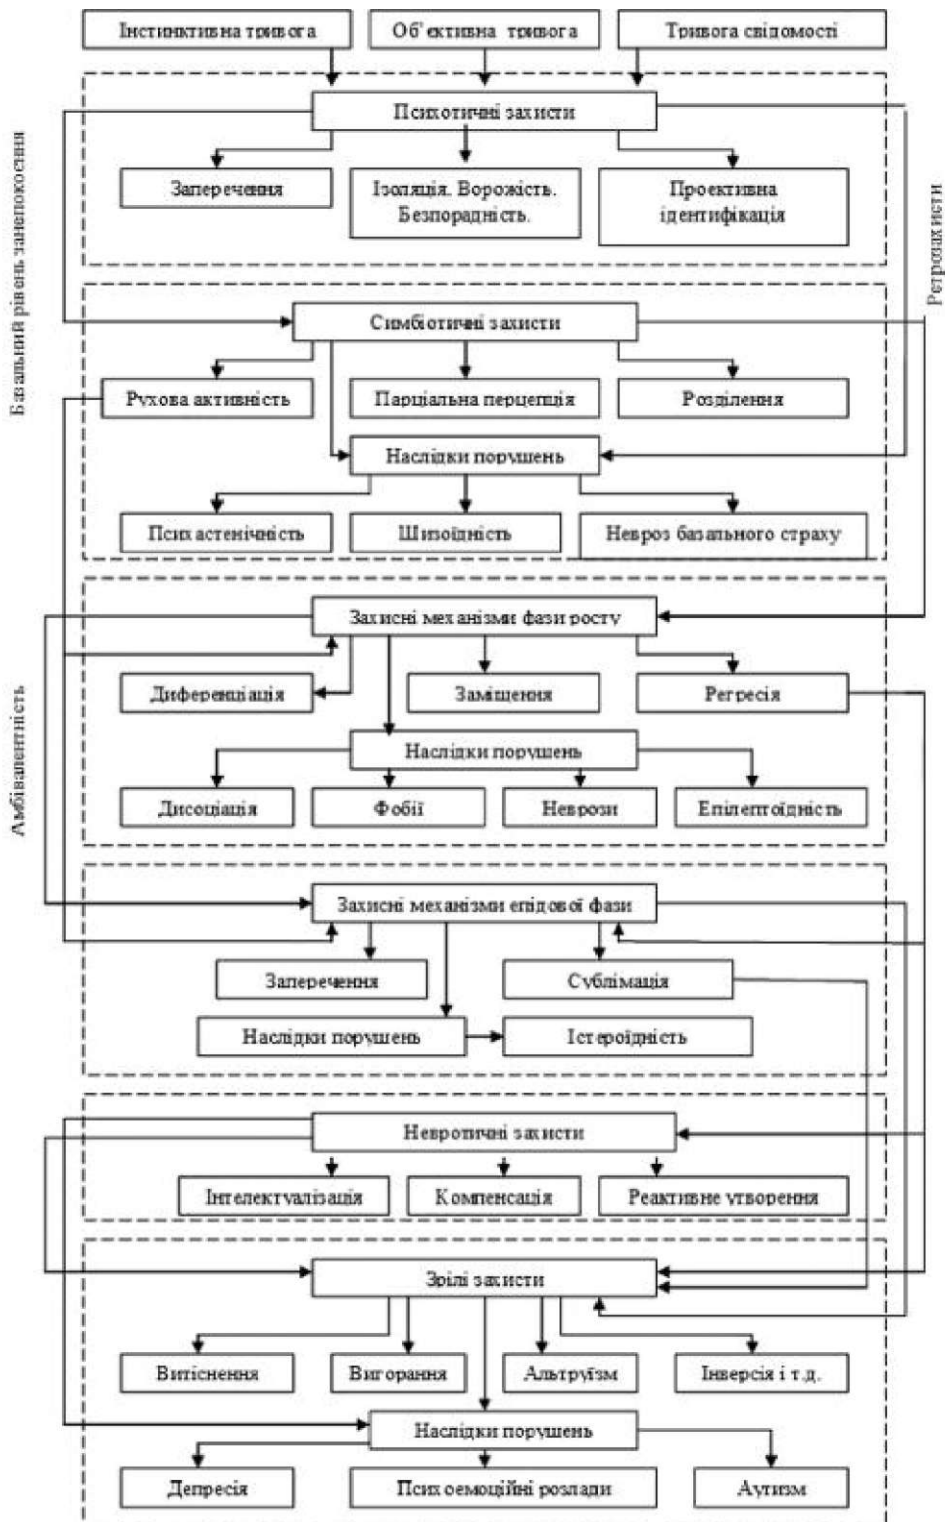 Інстинктивна тривога
Об’єктивна тривога
Тривога свідомості
Базальний рівень занепокоєння
Ретрозахисти
Психотичні захисти
Заперечення
Ізоляція. Ворожість.
Безпорадність.
Проективна
ідентифікація
Симбіотичні захисти
Рухова активність
Парціальна перцепція
Розділення
Наслідки порушень
Психастенічність
Шизоїдність
Невроз базального страху
Амбівалентність
Захисні механізми фази росту
Диференціація
Заміщення
Регресія
Наслідки порушень
Дисоціація
Фобії
Неврози
Епілептоїдність
Захисні механізми епідової фази
Заперечення
Сублімація
Наслідки порушень
Істероїдність
Невротичні захисти
Інтелектуалізація
Компенсація
Реактивне утворення
Зрілі захисти
Витіснення
Вигорання
Альтруїзм
Інверсія і т.д.
Наслідки порушень
Депресія
Психоемоційні розлади
Аутизм